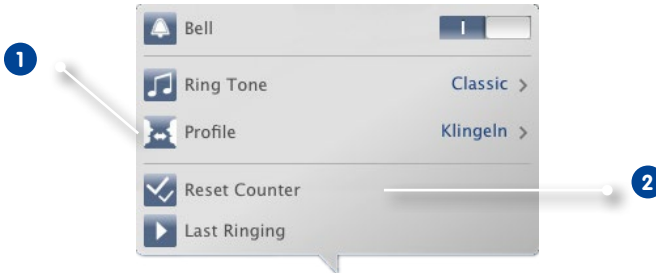 Bell I
1
Ring Tone Classic >
Profile Klingeln >
Reset Counter
2
Last Ringing